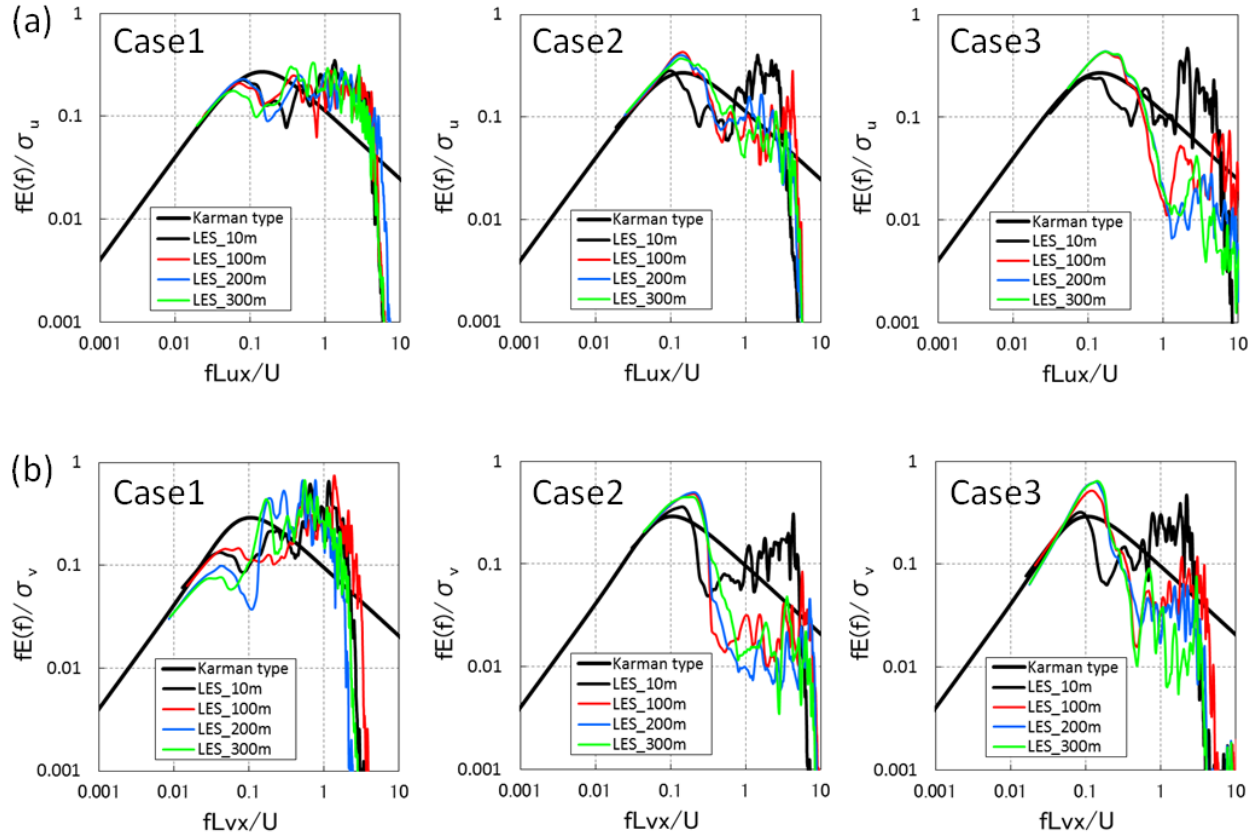 (a)
Case1
Case2
Case3
1
0.1
0.01
0.001
fE(f)/ σu
Karman type
LES_10m
LES_100m
LES_200m
LES_300m
0.001 0.01 0.1 1 10
fLux/U
1
0.1
0.01
0.001
fE(f)/ σu
Karman type
LES_10m
LES_100m
LES_200m
LES_300m
0.001 0.01 0.1 1 10
fLux/U
1
0.1
0.01
0.001
fE(f)/ σu
Karman type
LES_10m
LES_100m
LES_200m
LES_300m
0.001 0.01 0.1 1 10
fLux/U
(b)
Case1
Case2
Case3
1
0.1
0.01
0.001
fE(f)/ σv
Karman type
LES_10m
LES_100m
LES_200m
LES_300m
0.001 0.01 0.1 1 10
fLvx/U
1
0.1
0.01
0.001
fE(f)/ σv
Karman type
LES_10m
LES_100m
LES_200m
LES_300m
0.001 0.01 0.1 1 10
fLvx/U
1
0.1
0.01
0.001
fE(f)/ σv
Karman type
LES_10m
LES_100m
LES_200m
LES_300m
0.001 0.01 0.1 1 10
fLvx/U